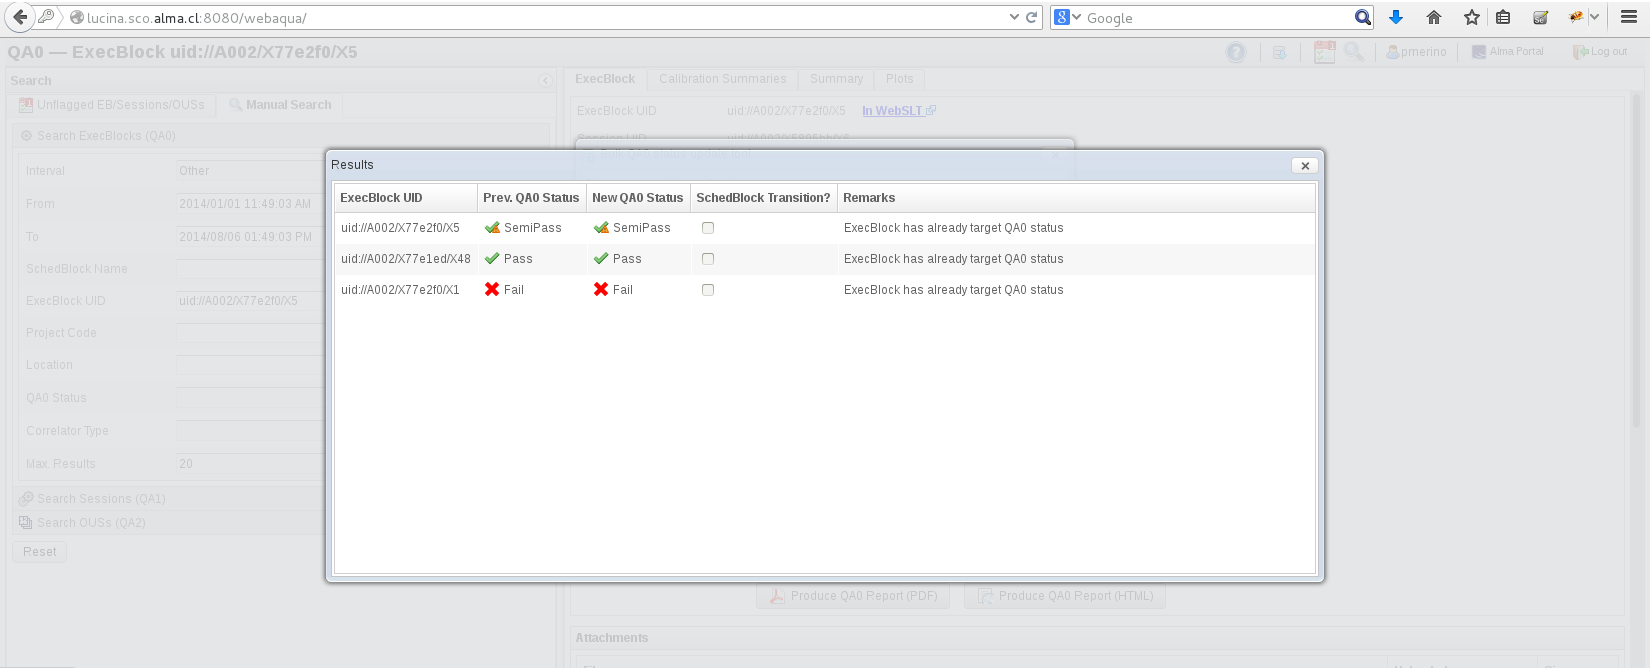 lucina.sco.alma.cl:8080/webaqua/
Google
QA0 — ExecBlock uid://A002/X77e2f0/X5
pmerino
Alma Portal
Log out
Search
Unflagged EB/Sessions/OUSs
Manual Search
Search ExecBlocks (QA0)
Interval Other
From 2014/01/01 11:49:03 AM
To 2014/08/06 01:49:03 PM
SchedBlock Name
ExecBlock UID uid://A002/X77e2f0/X5
Project Code
Location
QA0 Status
Correlator Type
Max. Results 20
Search Sessions (QA1)
Search OUSs (QA2)
Reset
ExecBlock Calibration Summaries Summary Plots
ExecBlock UID uid://A002/X77e2f0/X5 In WebSLT
Session UID
Results
ExecBlock UID Prev. QA0 Status New QA0 Status SchedBlock Transition? Remarks
uid://A002/X77e2f0/X5 SemiPass SemiPass ExecBlock has already target QA0 status
uid://A002/X77e1ed/X48 Pass Pass ExecBlock has already target QA0 status
uid://A002/X77e2f0/X1 Fail Fail ExecBlock has already target QA0 status
Produce QA0 Report (PDF) Produce QA0 Report (HTML)
Attachments